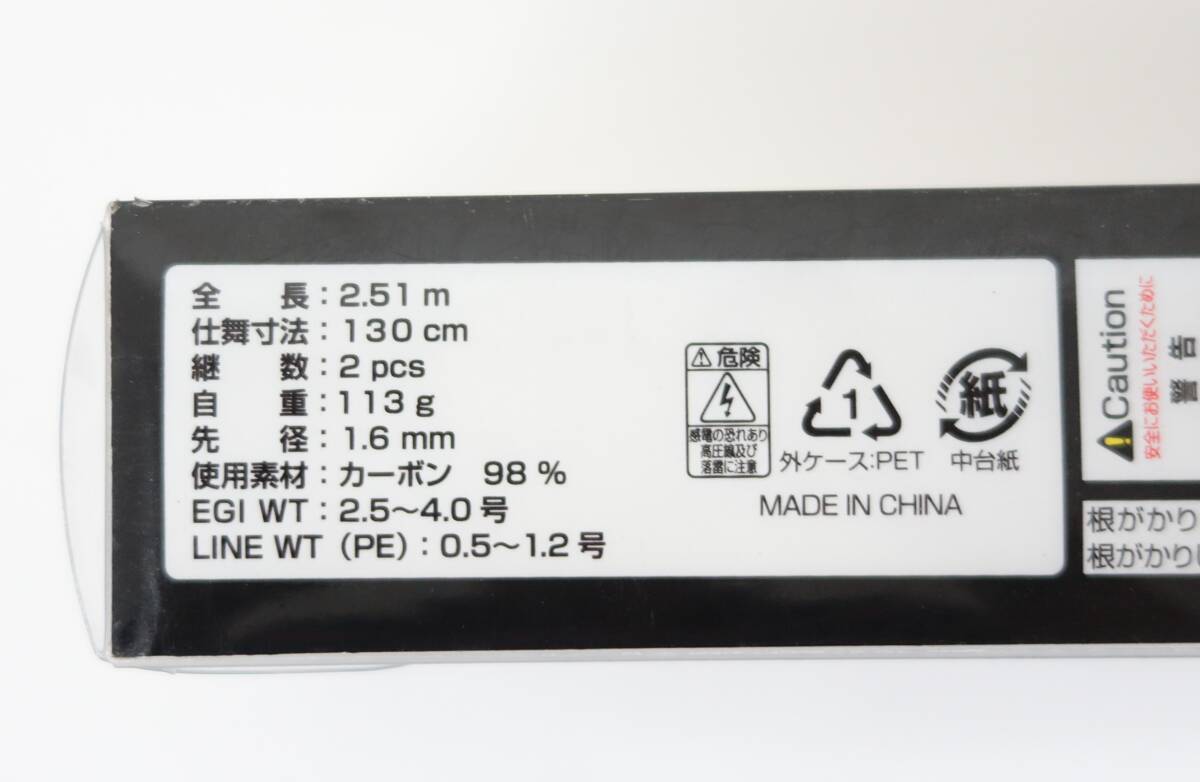 全 長：2.51 m
仕舞寸法：130 cm
継 数：2 pcs
自 重：113 g
先 径：1.6 mm
使用素材：カーボン 98 %
EGI WT：2.5～4.0 号
LINE WT (PE)：0.5～1.2 号
⚠危険
感電の恐れあり
高圧線及び
落雷に注意
1
外ケース:PET
紙
中台紙
MADE IN CHINA
Caution
安全にお使いいただくために
警告
根がかり
根がかり